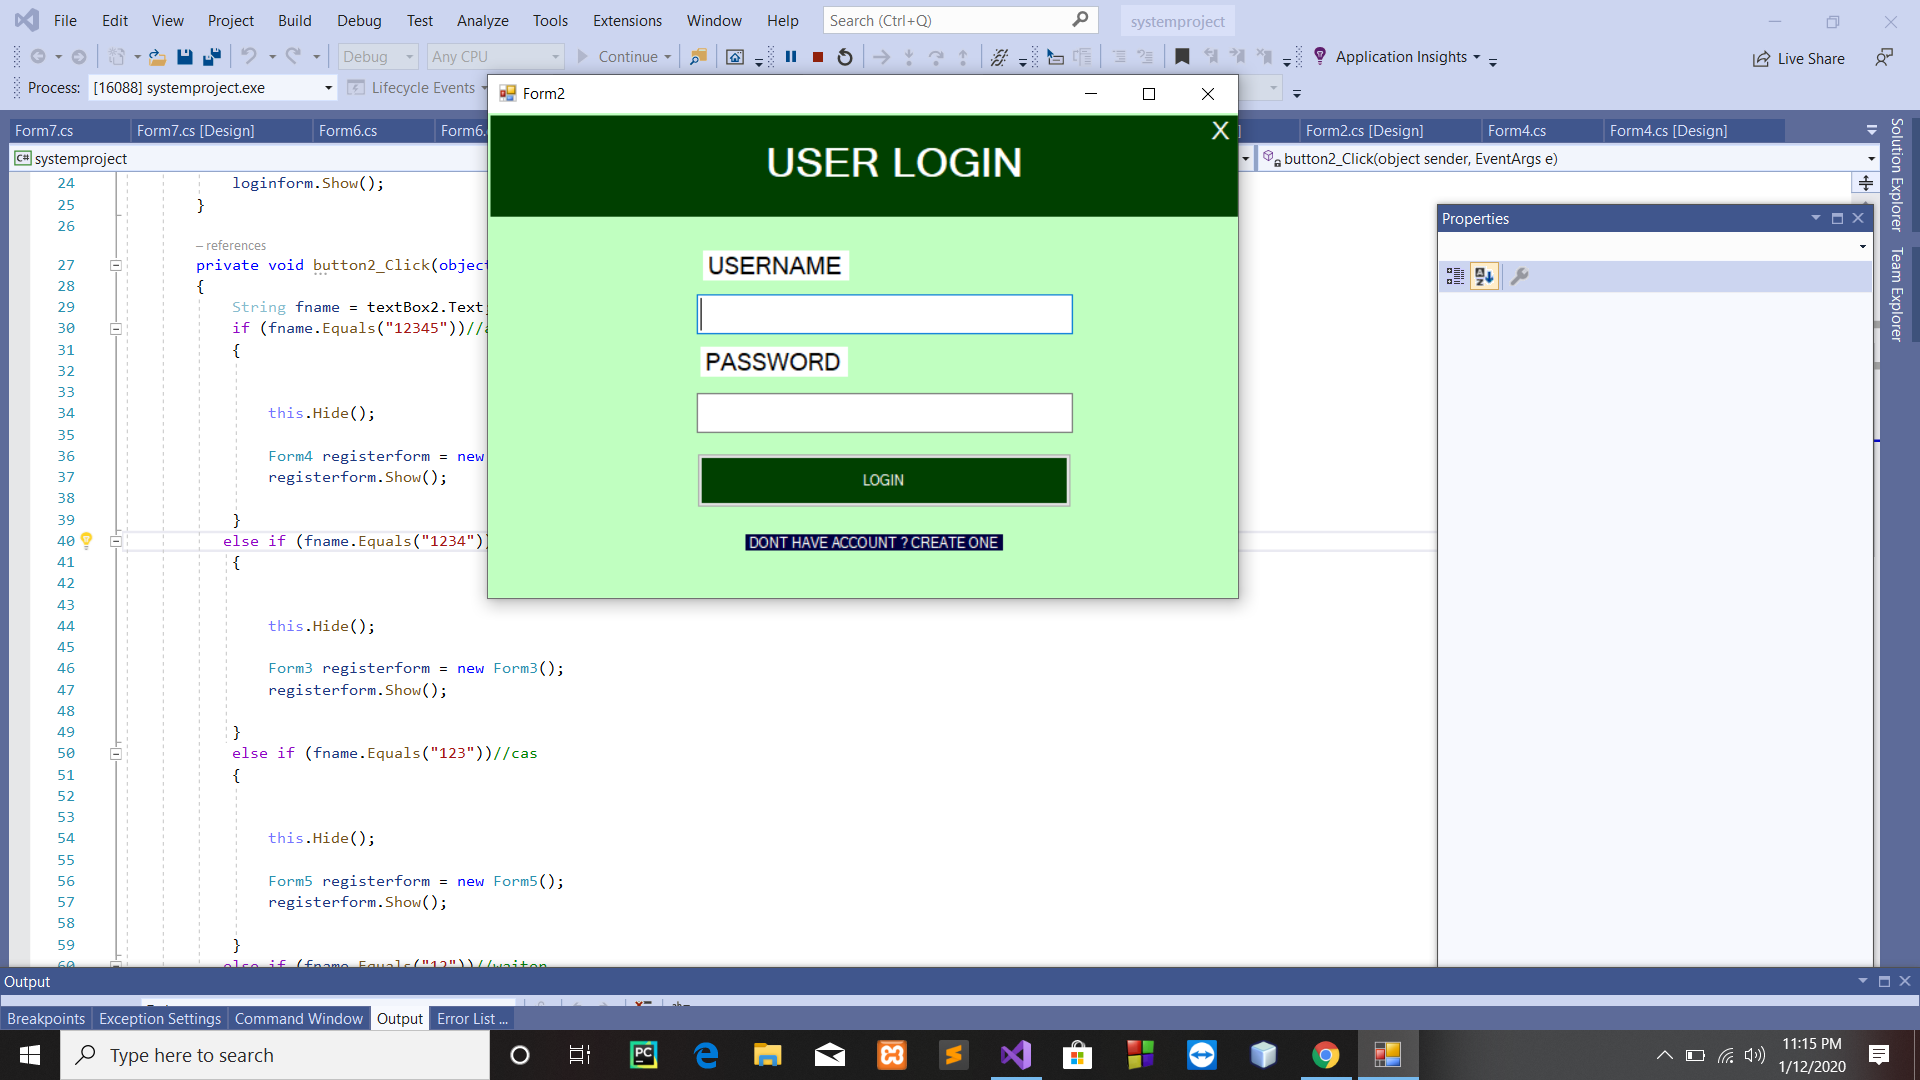 File Edit View Project Build Debug Test Analyze Tools Extensions Window Help Search (Ctrl+Q) systemproject
Debug Any CPU Continue Application Insights Live Share
Process: [16088] systemproject.exe Lifecycle Events
Form2
Form7.cs Form7.cs [Design] Form6.cs Form6. Form2.cs [Design] Form4.cs Form4.cs [Design]
X
USER LOGIN
USERNAME
PASSWORD
LOGIN
DONT HAVE ACCOUNT ? CREATE ONE
C# systemproject button2_Click(object sender, EventArgs e)
24 loginform.Show();
25 }
26
– references
27 private void button2_Click(object
28 {
29 String fname = textBox2.Text;
30 if (fname.Equals("12345"))//
31 {
32
33
34 this.Hide();
35
36 Form4 registerform = new
37 registerform.Show();
38
39 }
40 else if (fname.Equals("1234"))
41 {
42
43
44 this.Hide();
45
46 Form3 registerform = new Form3();
47 registerform.Show();
48
49 }
50 else if (fname.Equals("123"))//cas
51 {
52
53
54 this.Hide();
55
56 Form5 registerform = new Form5();
57 registerform.Show();
58
59 }
60 else if (fname.Equals("12"))//waiter
Properties
Solution Explorer
Team Explorer
Output
Breakpoints Exception Settings Command Window Output Error List ...
Type here to search
PC
11:15 PM
1/12/2020